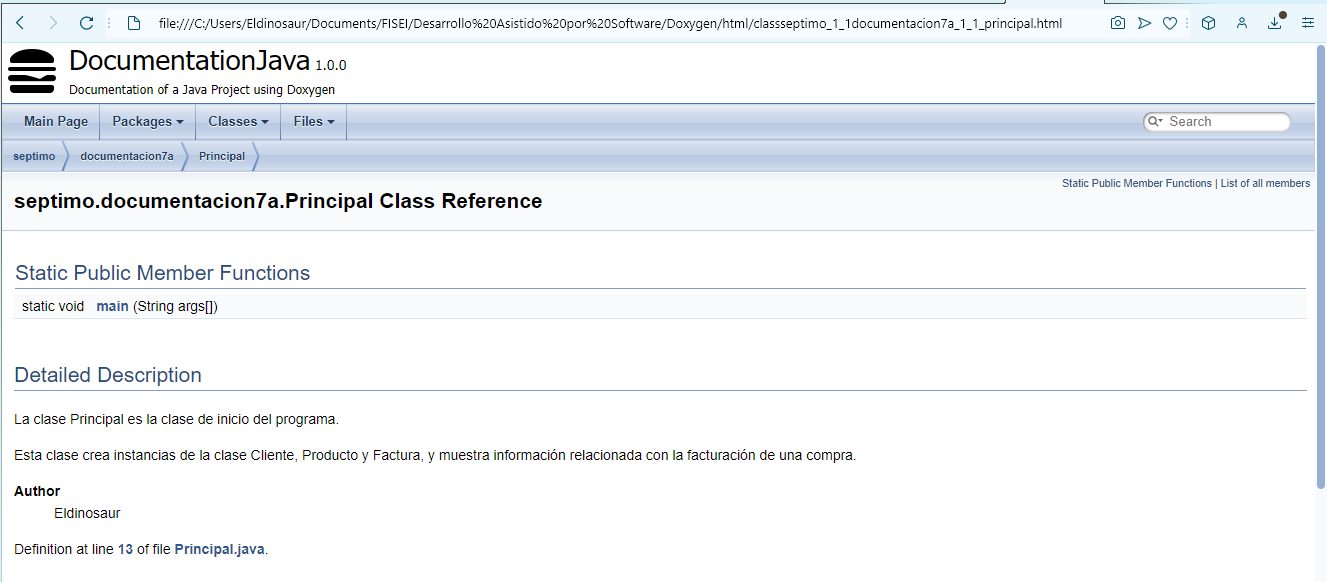 file:///C:/Users/Eldinosaur/Documents/FISEI/Desarrollo%20Asistido%20por%20Software/Doxygen/html/classseptimo_1_1documentacion7a_1_1_principal.html
DocumentationJava 1.0.0
Documentation of a Java Project using Doxygen
Main Page Packages Classes Files Search
septimo documentacion7a Principal
Static Public Member Functions | List of all members
septimo.documentacion7a.Principal Class Reference
Static Public Member Functions
static void main (String args[])
Detailed Description
La clase Principal es la clase de inicio del programa.
Esta clase crea instancias de la clase Cliente, Producto y Factura, y muestra información relacionada con la facturación de una compra.
Author
Eldinosaur
Definition at line 13 of file Principal.java.